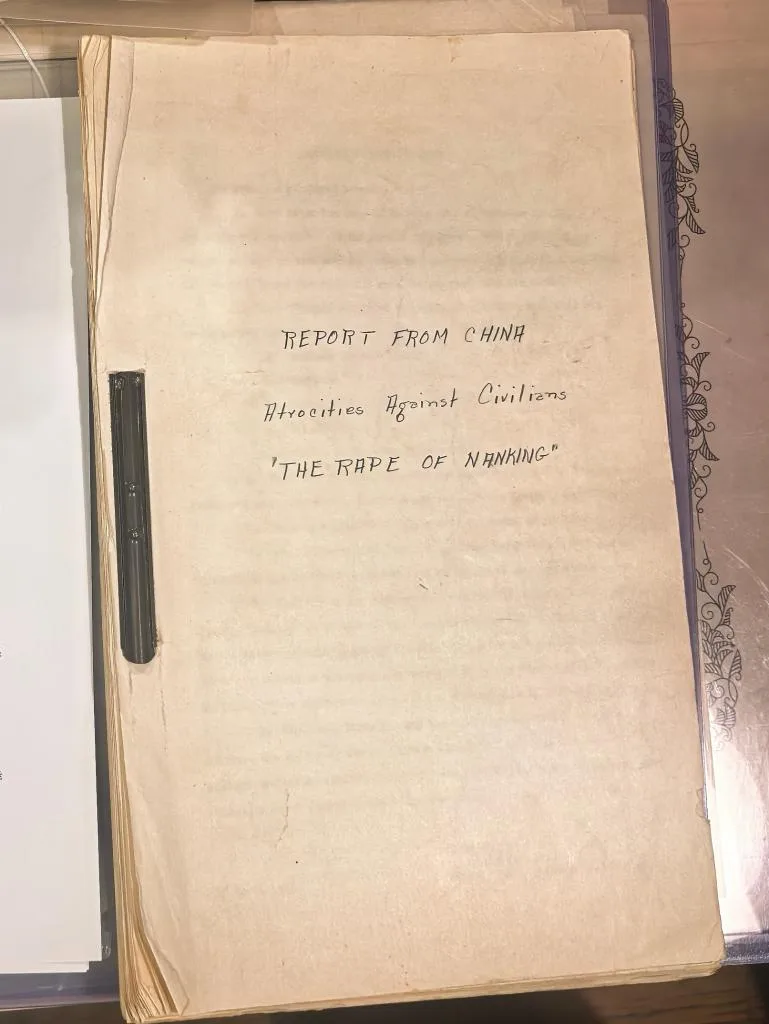 REPORT FROM CHINA
Atrocities Against Civilians
"THE RAPE OF NANKING"